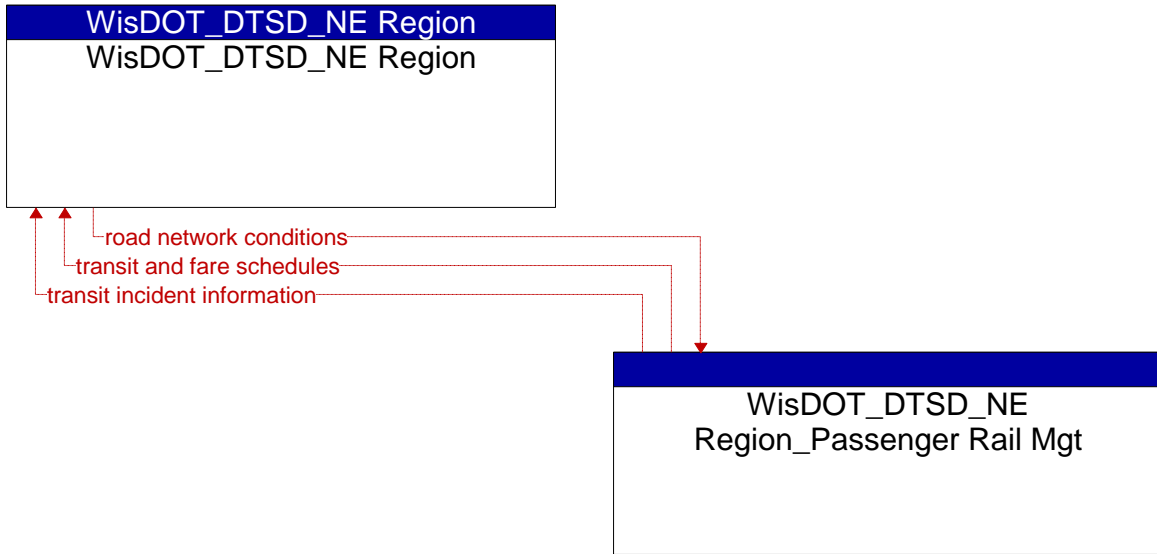 WisDOT_DTSD_NE Region
WisDOT_DTSD_NE Region
road network conditions
transit and fare schedules
transit incident information
WisDOT_DTSD_NE
Region_Passenger Rail Mgt